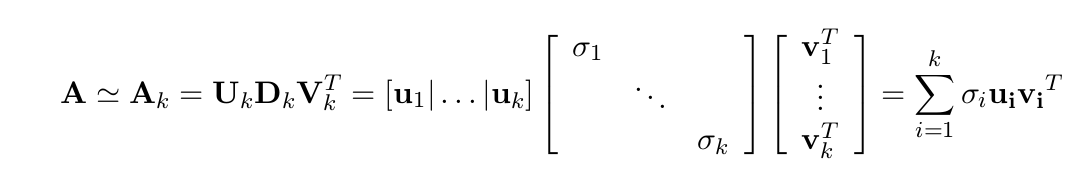 A ≃ A_k = U_k D_k V_k^T = [u_1| … |u_k] [ σ_1 ⋱ σ_k ] [ v_1^T ⋮ v_k^T ] = ∑_{i=1}^{k} σ_i u_i v_i^T